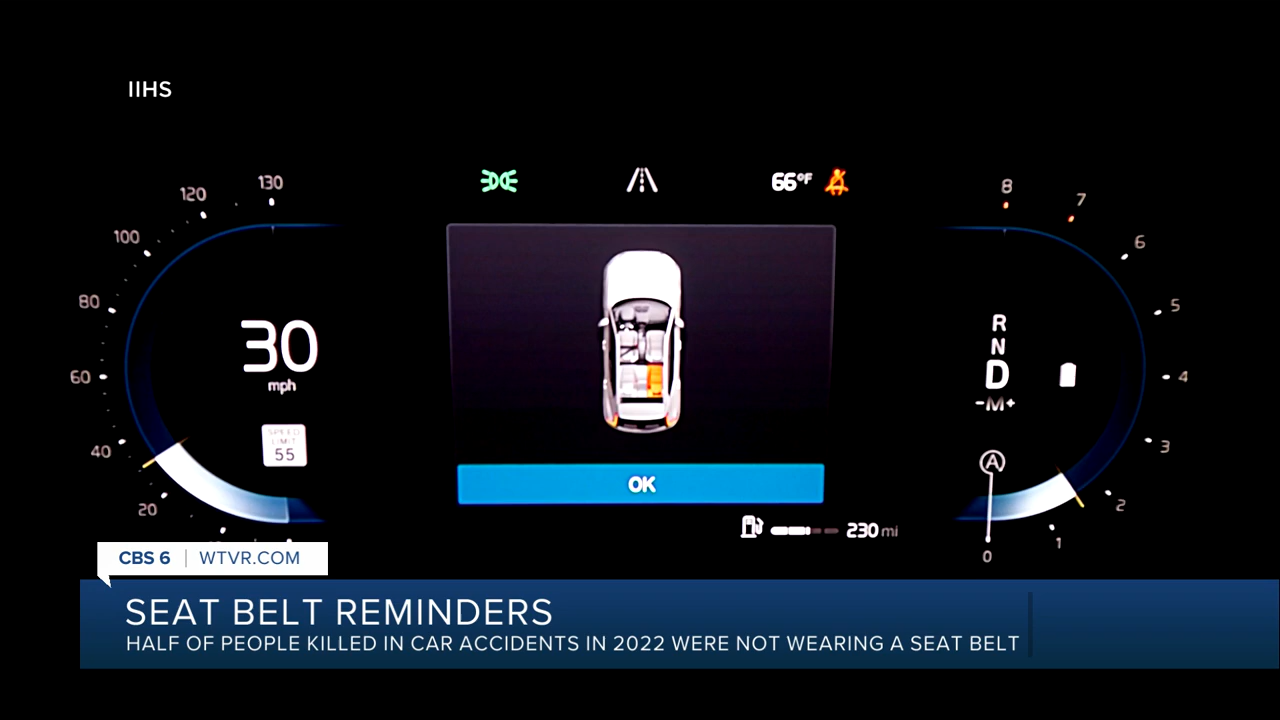 IIHS
120
130
100
80
60
40
20
30
mph
SPEED
LIMIT
55
66°F
OK
230 mi
8
7
6
5
4
3
2
1
0
R
N
D
-M+
A
CBS 6 | WTVR.COM
SEAT BELT REMINDERS
HALF OF PEOPLE KILLED IN CAR ACCIDENTS IN 2022 WERE NOT WEARING A SEAT BELT